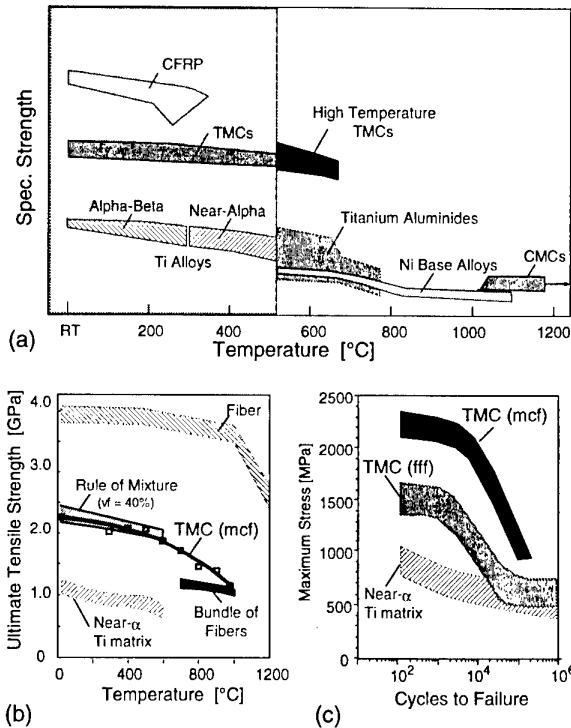 CFRP
TMCs
High Temperature
TMCs
Alpha-Beta
Near-Alpha
Ti Alloys
Titanium Aluminides
Ni Base Alloys
CMCs
Spec. Strength
RT
200
400
600
800
1000
1200
Temperature [°C]
(a)
Ultimate Tensile Strength [GPa]
4.0
3.0
2.0
1.0
0
Fiber
Rule of Mixture
(vf = 40%)
TMC (mcf)
Near-α
Ti matrix
Bundle of
Fibers
0
400
800
1200
Temperature [°C]
(b)
Maximum Stress [MPa]
2500
2000
1500
1000
500
0
TMC (mcf)
TMC (fff)
Near-α
Ti matrix
10²
10⁴
10⁶
Cycles to Failure
(c)